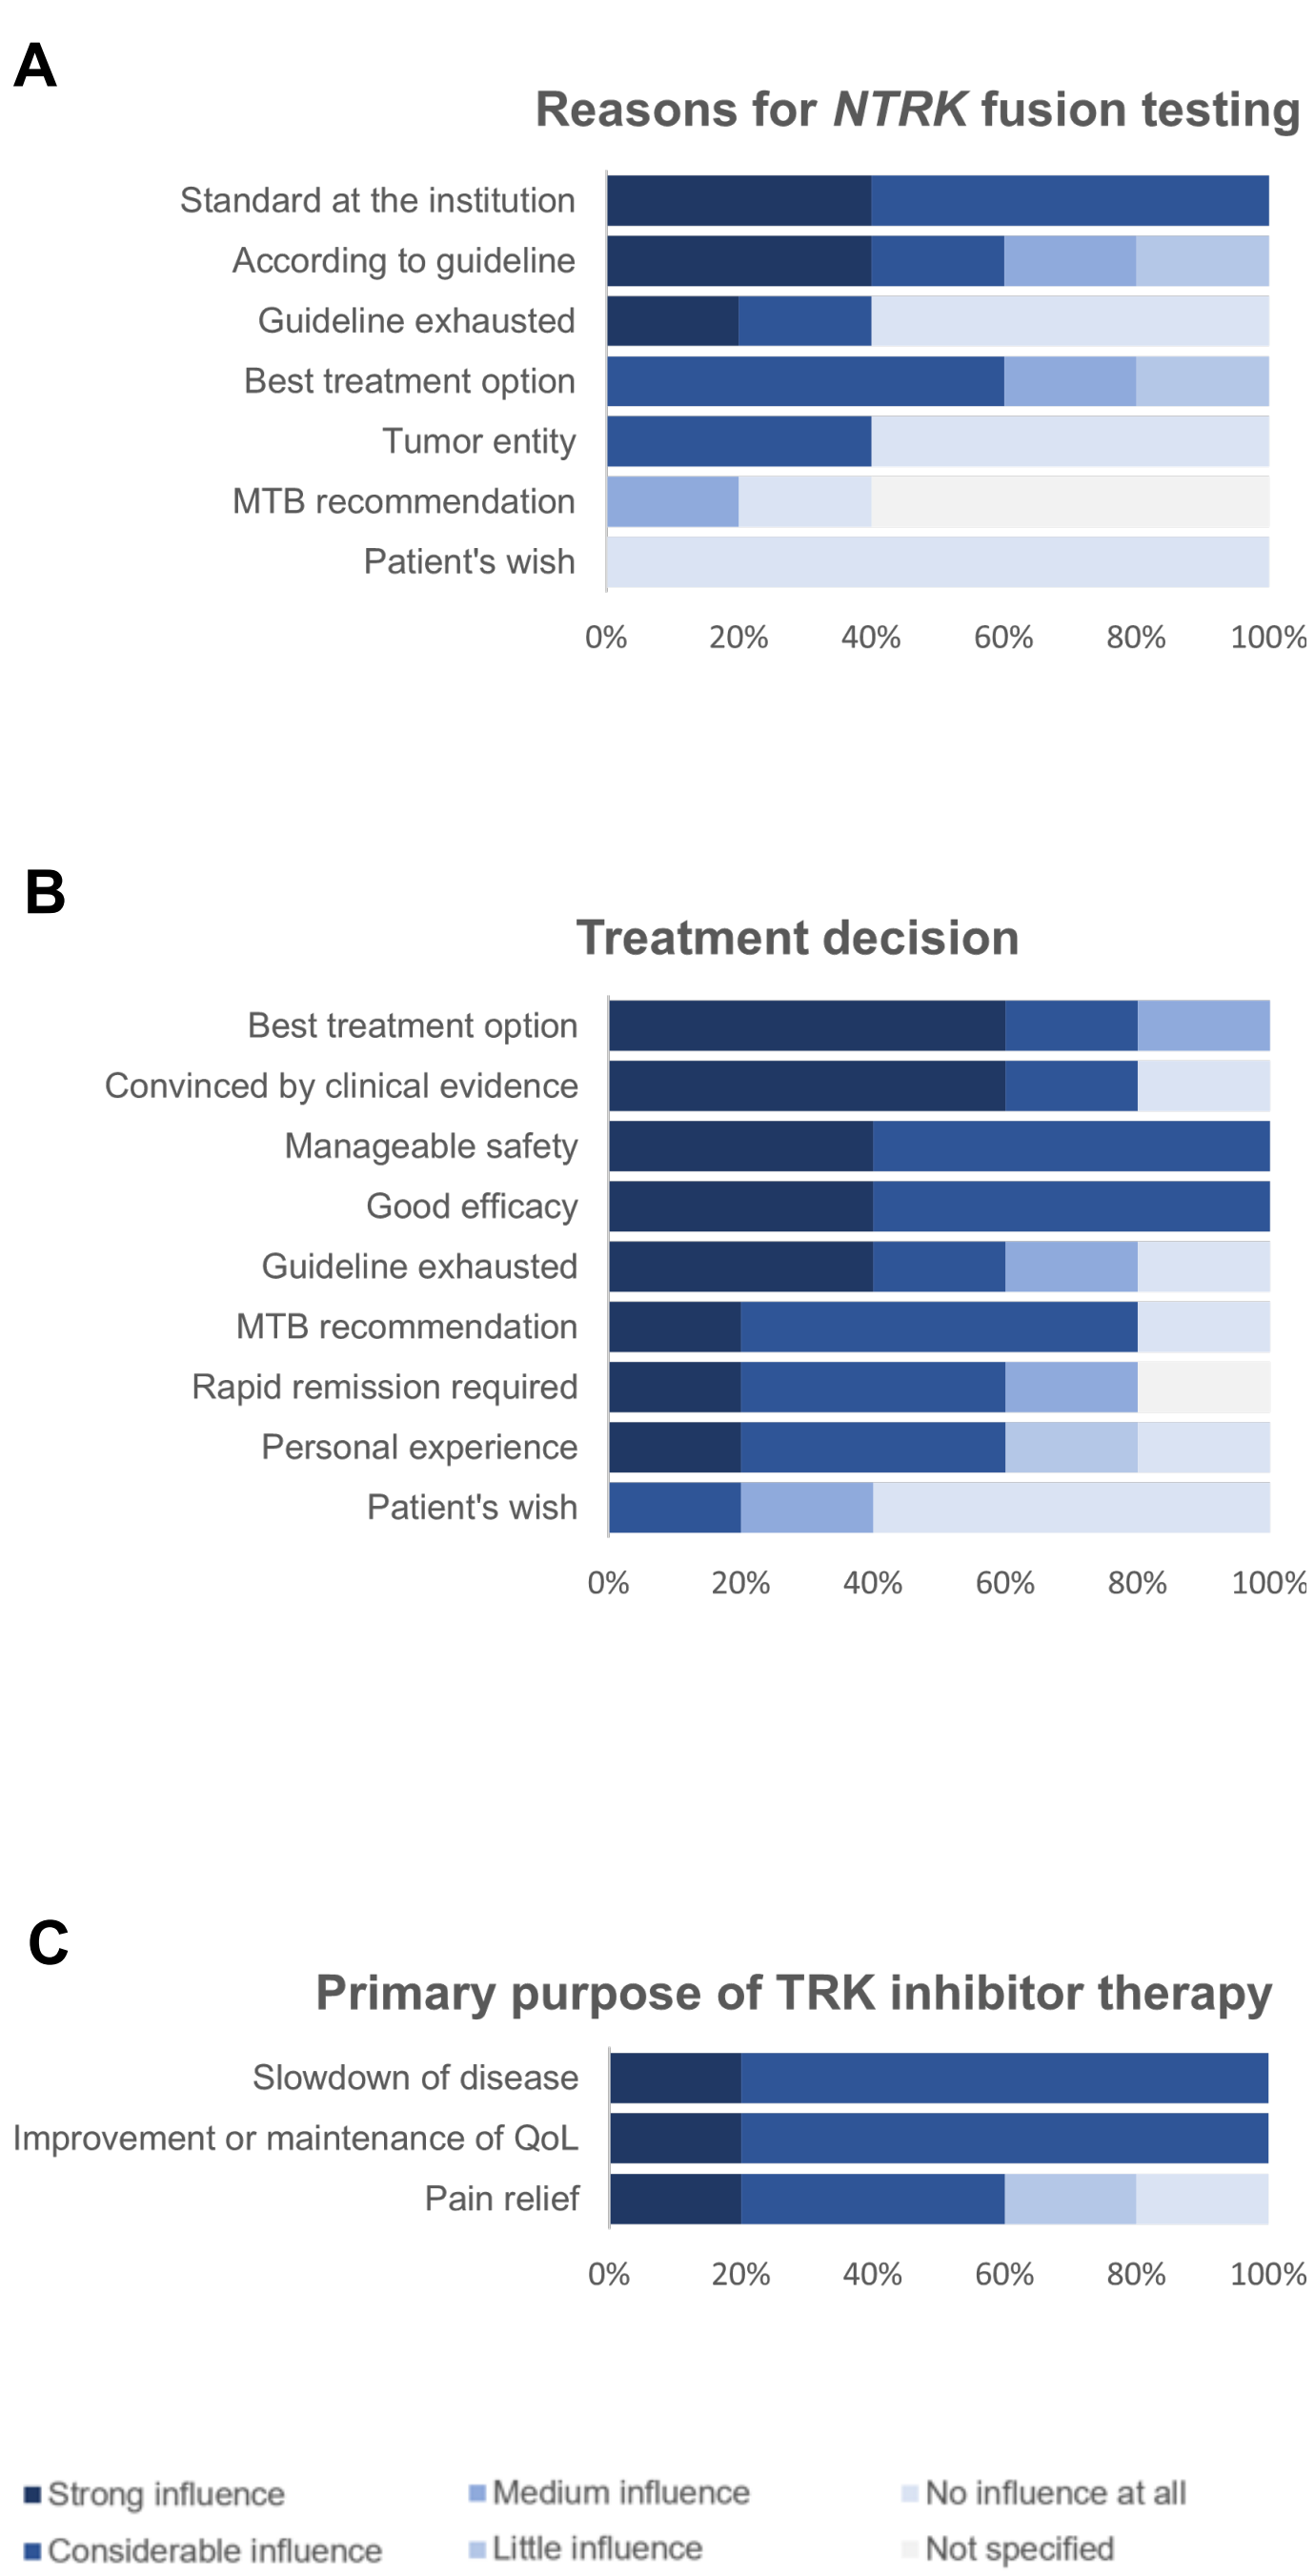 A
Reasons for NTRK fusion testing
Standard at the institution
According to guideline
Guideline exhausted
Best treatment option
Tumor entity
MTB recommendation
Patient's wish
0% 20% 40% 60% 80% 100%
B
Treatment decision
Best treatment option
Convinced by clinical evidence
Manageable safety
Good efficacy
Guideline exhausted
MTB recommendation
Rapid remission required
Personal experience
Patient's wish
0% 20% 40% 60% 80% 100%
C
Primary purpose of TRK inhibitor therapy
Slowdown of disease
Improvement or maintenance of QoL
Pain relief
0% 20% 40% 60% 80% 100%
Strong influence Medium influence No influence at all
Considerable influence Little influence Not specified